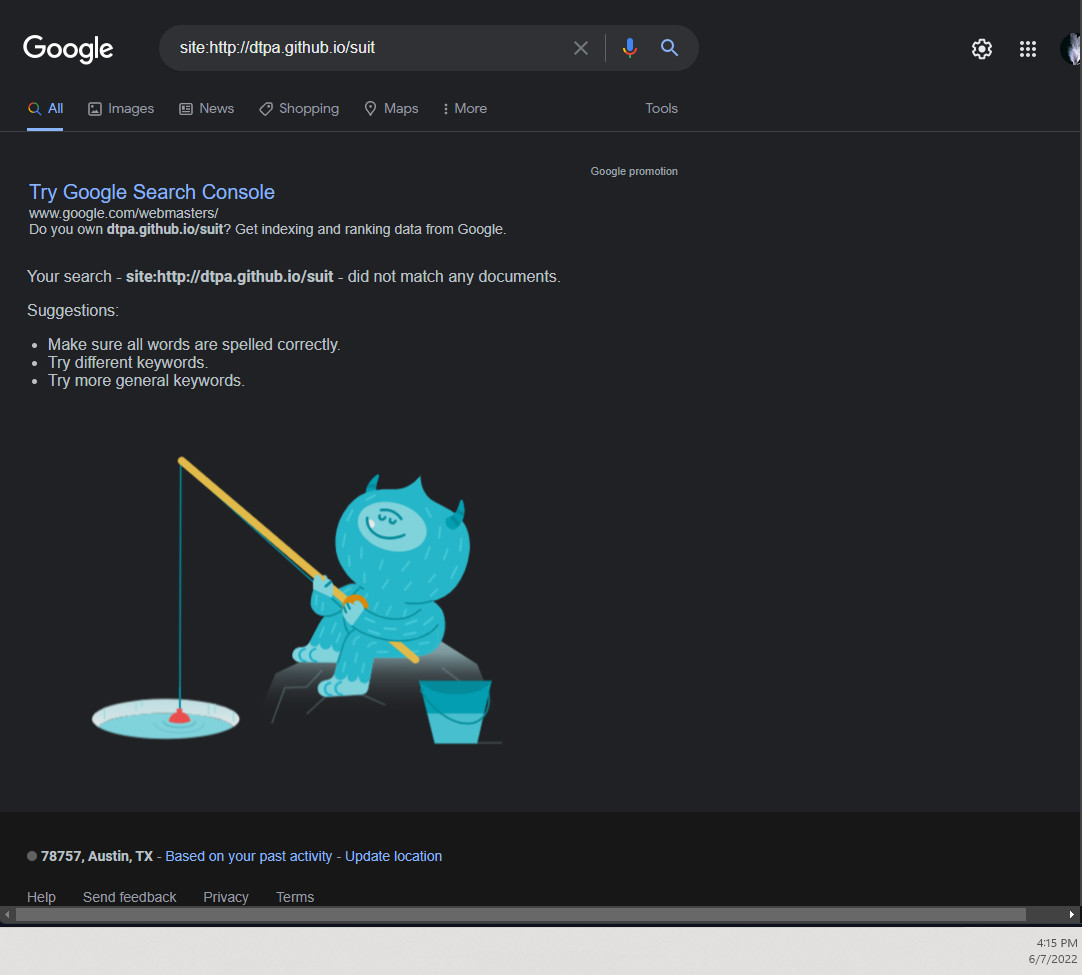 Google
site:http://dtpa.github.io/suit
All Images News Shopping Maps More Tools
Google promotion
Try Google Search Console
www.google.com/webmasters/
Do you own dtpa.github.io/suit? Get indexing and ranking data from Google.
Your search - site:http://dtpa.github.io/suit - did not match any documents.
Suggestions:
Make sure all words are spelled correctly.
Try different keywords.
Try more general keywords.
78757, Austin, TX - Based on your past activity - Update location
Help Send feedback Privacy Terms
4:15 PM
6/7/2022